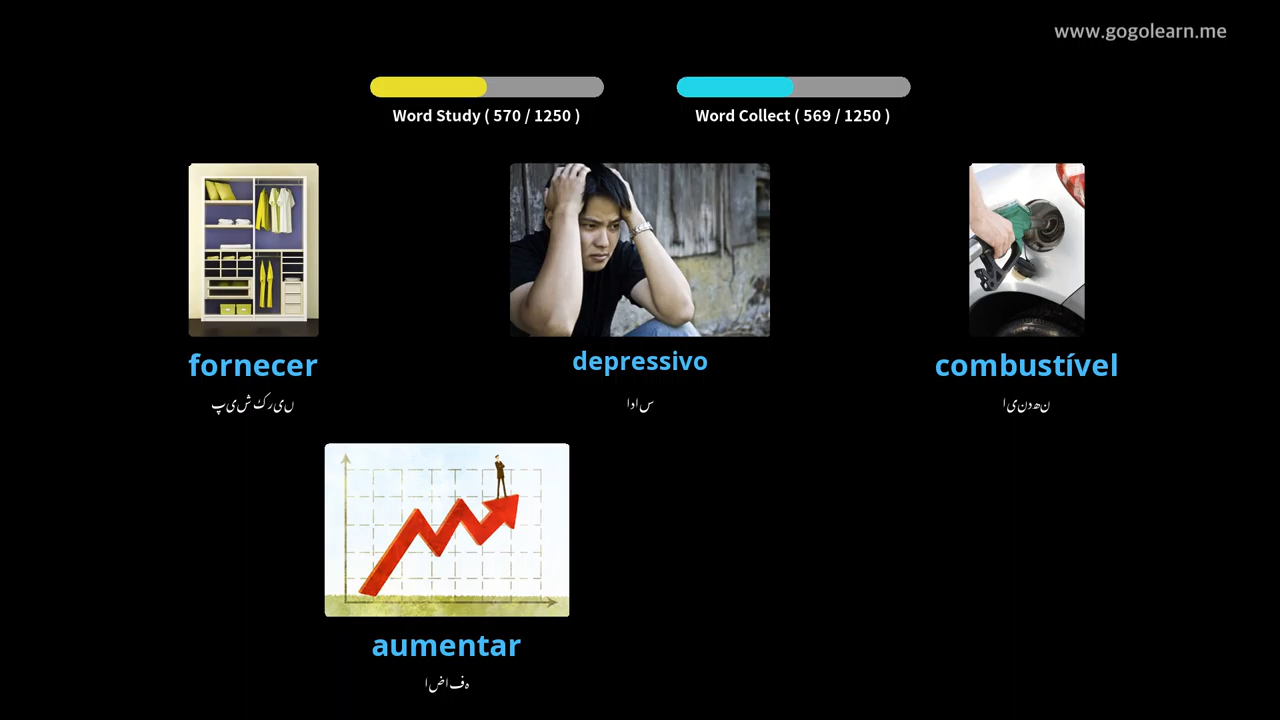 www.gogolearn.me
Word Study ( 570 / 1250 )
Word Collect ( 569 / 1250 )
fornecer
depressivo
combustível
پیش کریں
اداس
ایندھن
aumentar
اضافہ